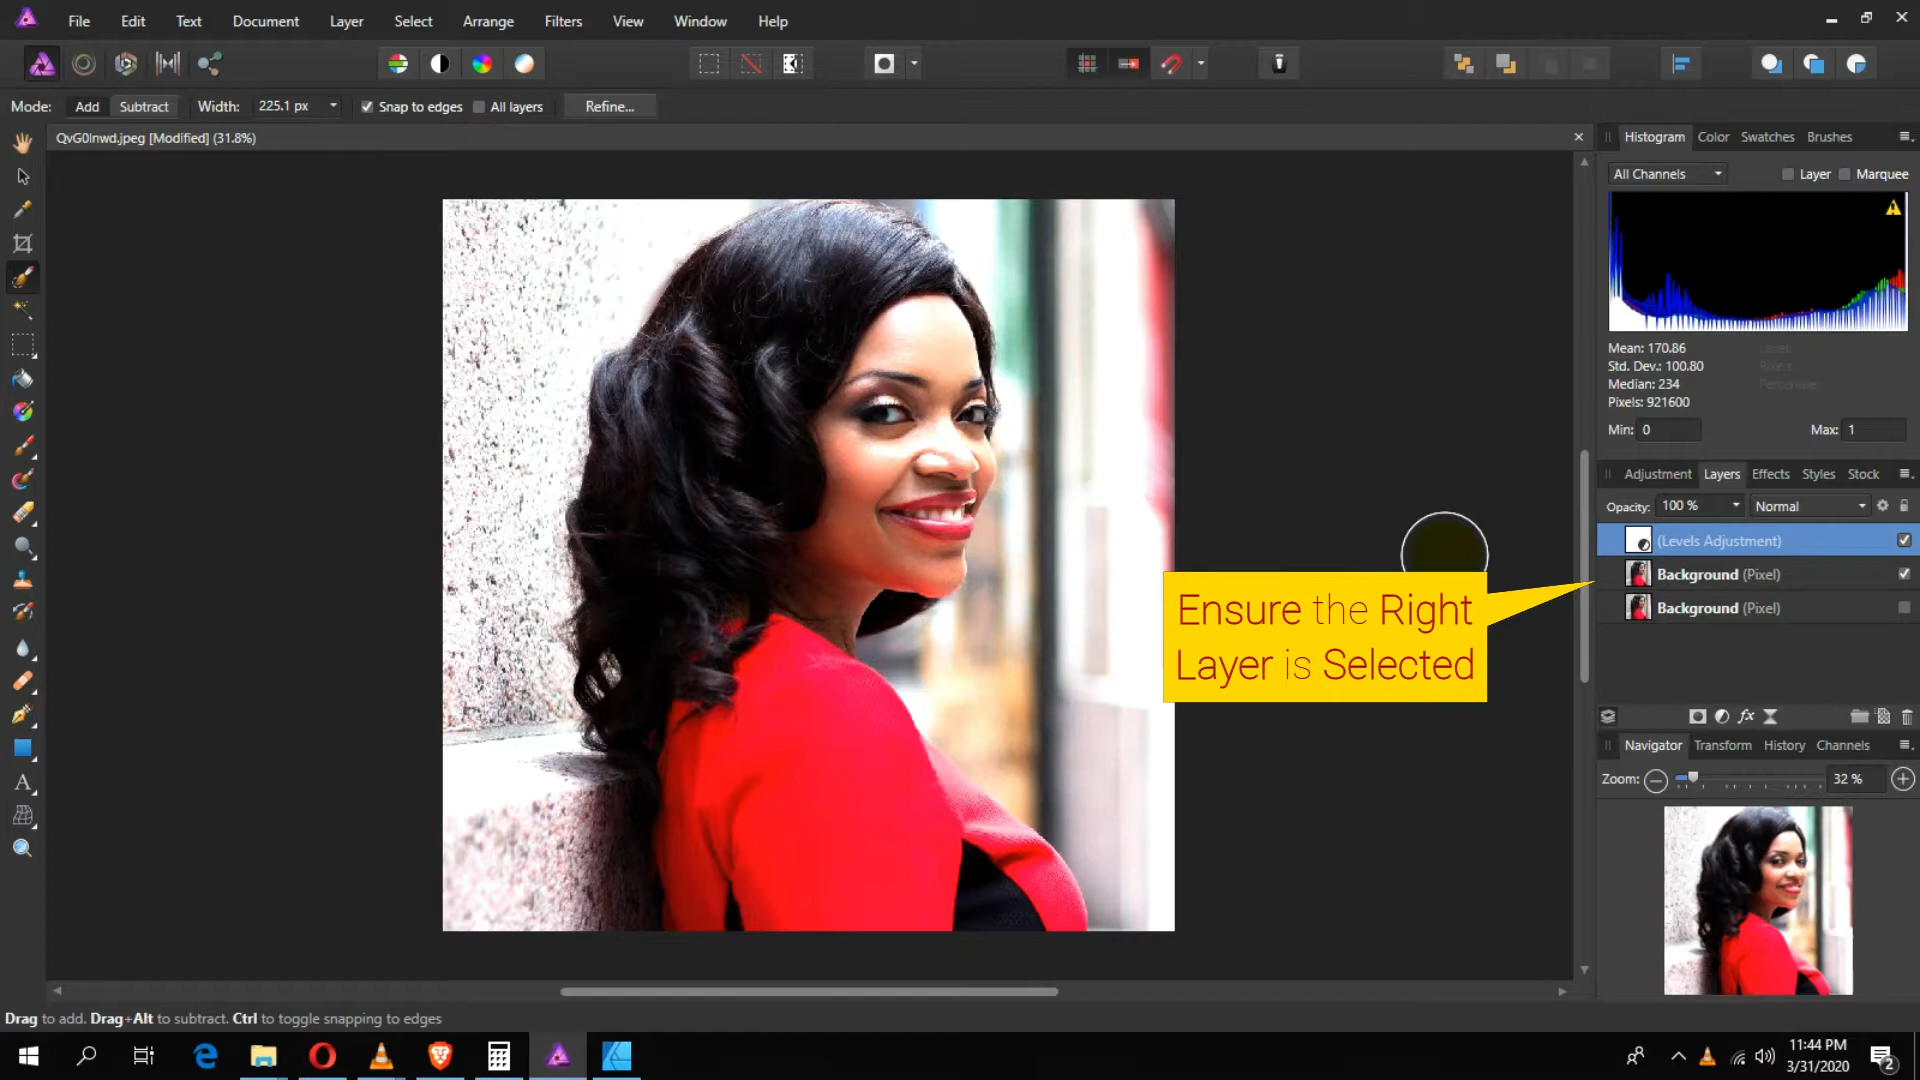 File Edit Text Document Layer Select Arrange Filters View Window Help
Mode: Add Subtract Width: 225.1 px Snap to edges All layers Refine...
QvG0lnwd.jpeg [Modified] (31.8%)
Histogram Color Swatches Brushes
All Channels Layer Marquee
Mean: 170.86
Std. Dev.: 100.80
Median: 234
Pixels: 921600
Min: 0 Max: 1
Adjustment Layers Effects Styles Stock
Opacity: 100 % Normal
(Levels Adjustment)
Background (Pixel)
Background (Pixel)
Ensure the Right
Layer is Selected
fx
Navigator Transform History Channels
Zoom: 32 %
Drag to add. Drag+Alt to subtract. Ctrl to toggle snapping to edges
11:44 PM
3/31/2020
2